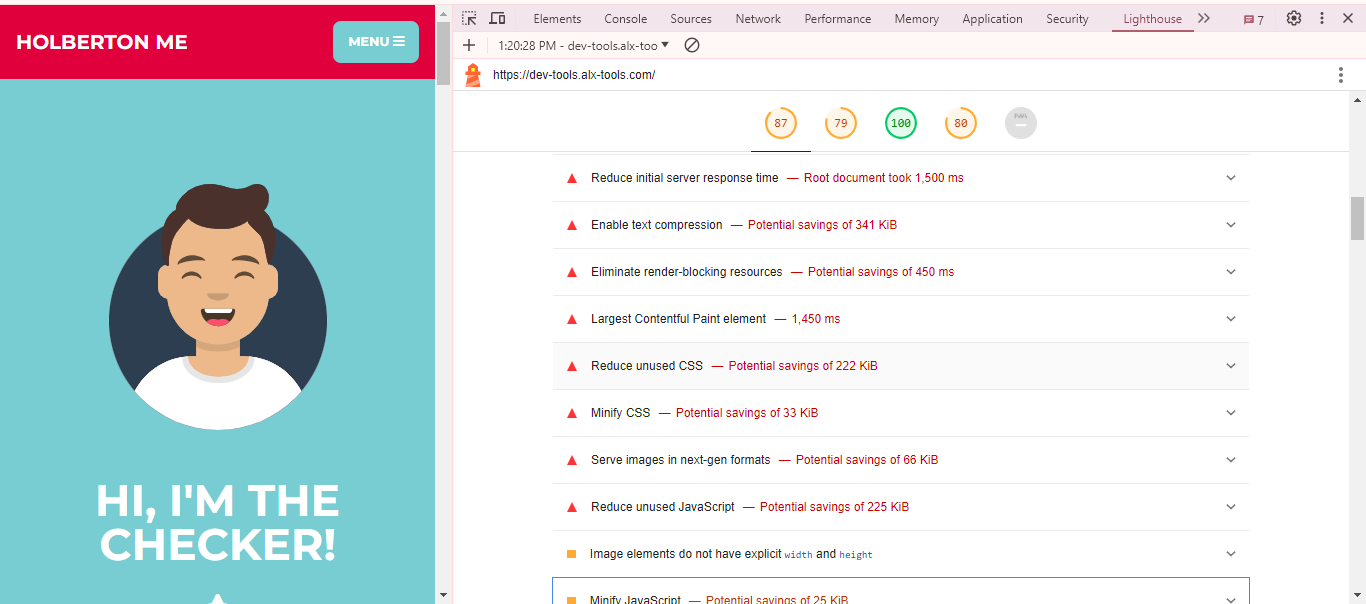 HOLBERTON ME
MENU
HI, I'M THE
CHECKER!
Elements Console Sources Network Performance Memory Application Security Lighthouse 7
1:20:28 PM - dev-tools.alx-too
https://dev-tools.alx-tools.com/
87 79 100 80 PWA
Reduce initial server response time — Root document took 1,500 ms
Enable text compression — Potential savings of 341 KiB
Eliminate render-blocking resources — Potential savings of 450 ms
Largest Contentful Paint element — 1,450 ms
Reduce unused CSS — Potential savings of 222 KiB
Minify CSS — Potential savings of 33 KiB
Serve images in next-gen formats — Potential savings of 66 KiB
Reduce unused JavaScript — Potential savings of 225 KiB
Image elements do not have explicit width and height
Minify JavaScript — Potential savings of 25 KiB